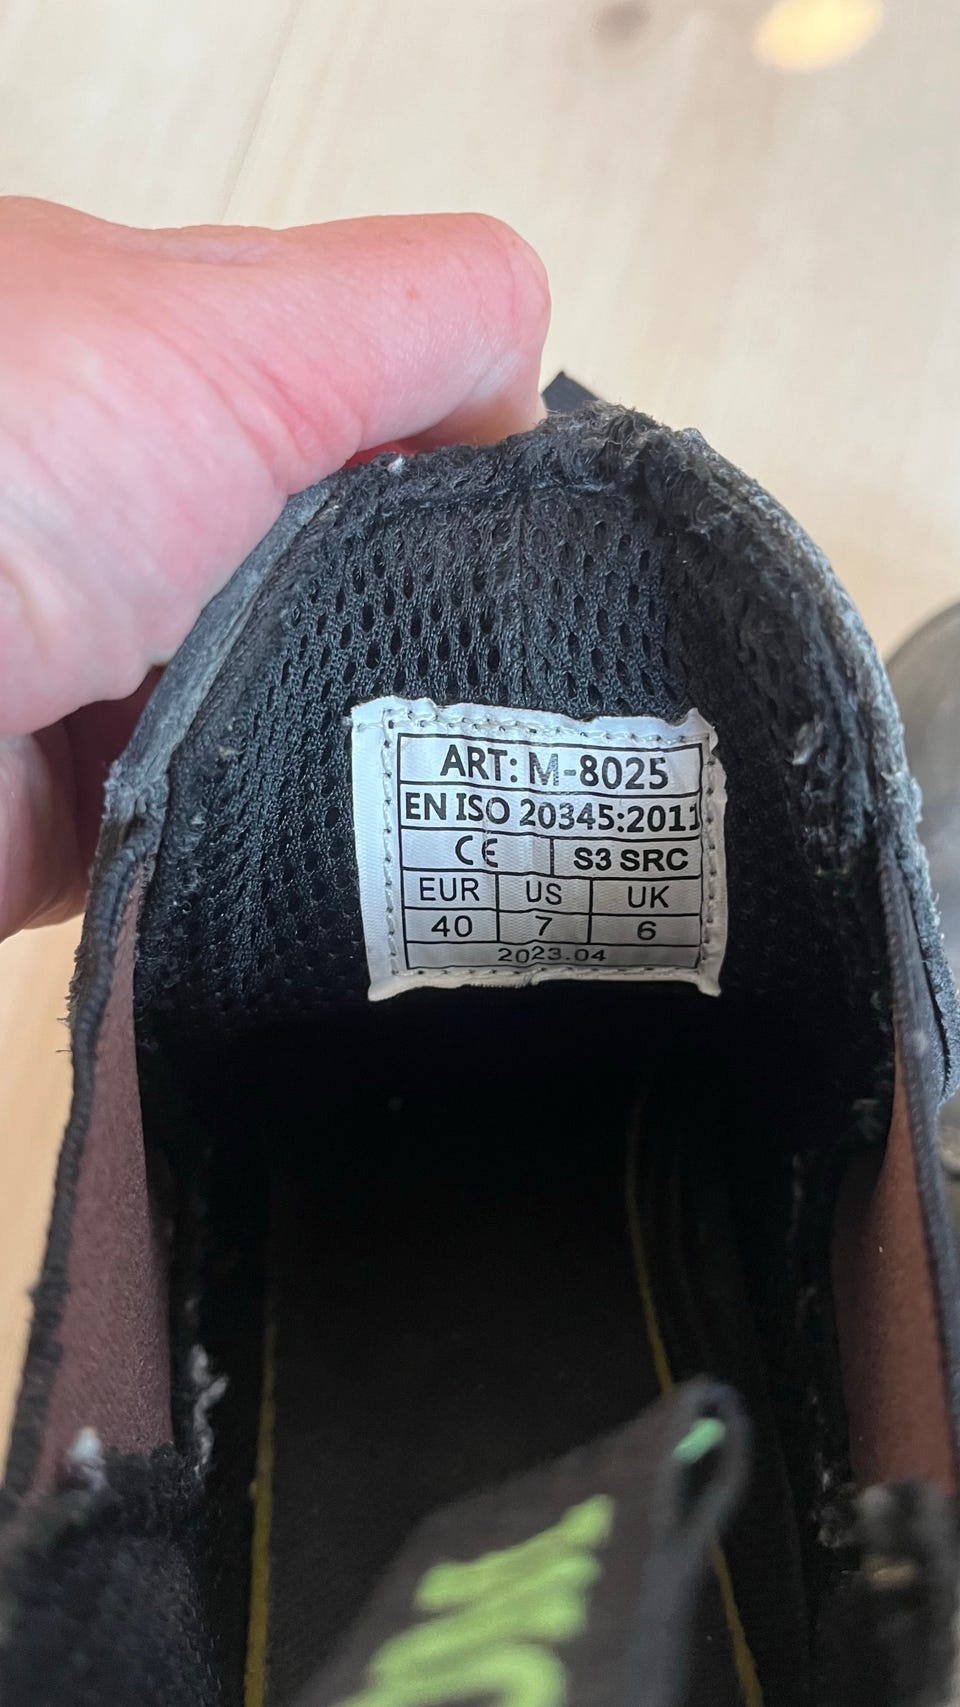 ART: M-8025
EN ISO 20345:2011
CE S3 SRC
EUR US UK
40 7 6
2023.04